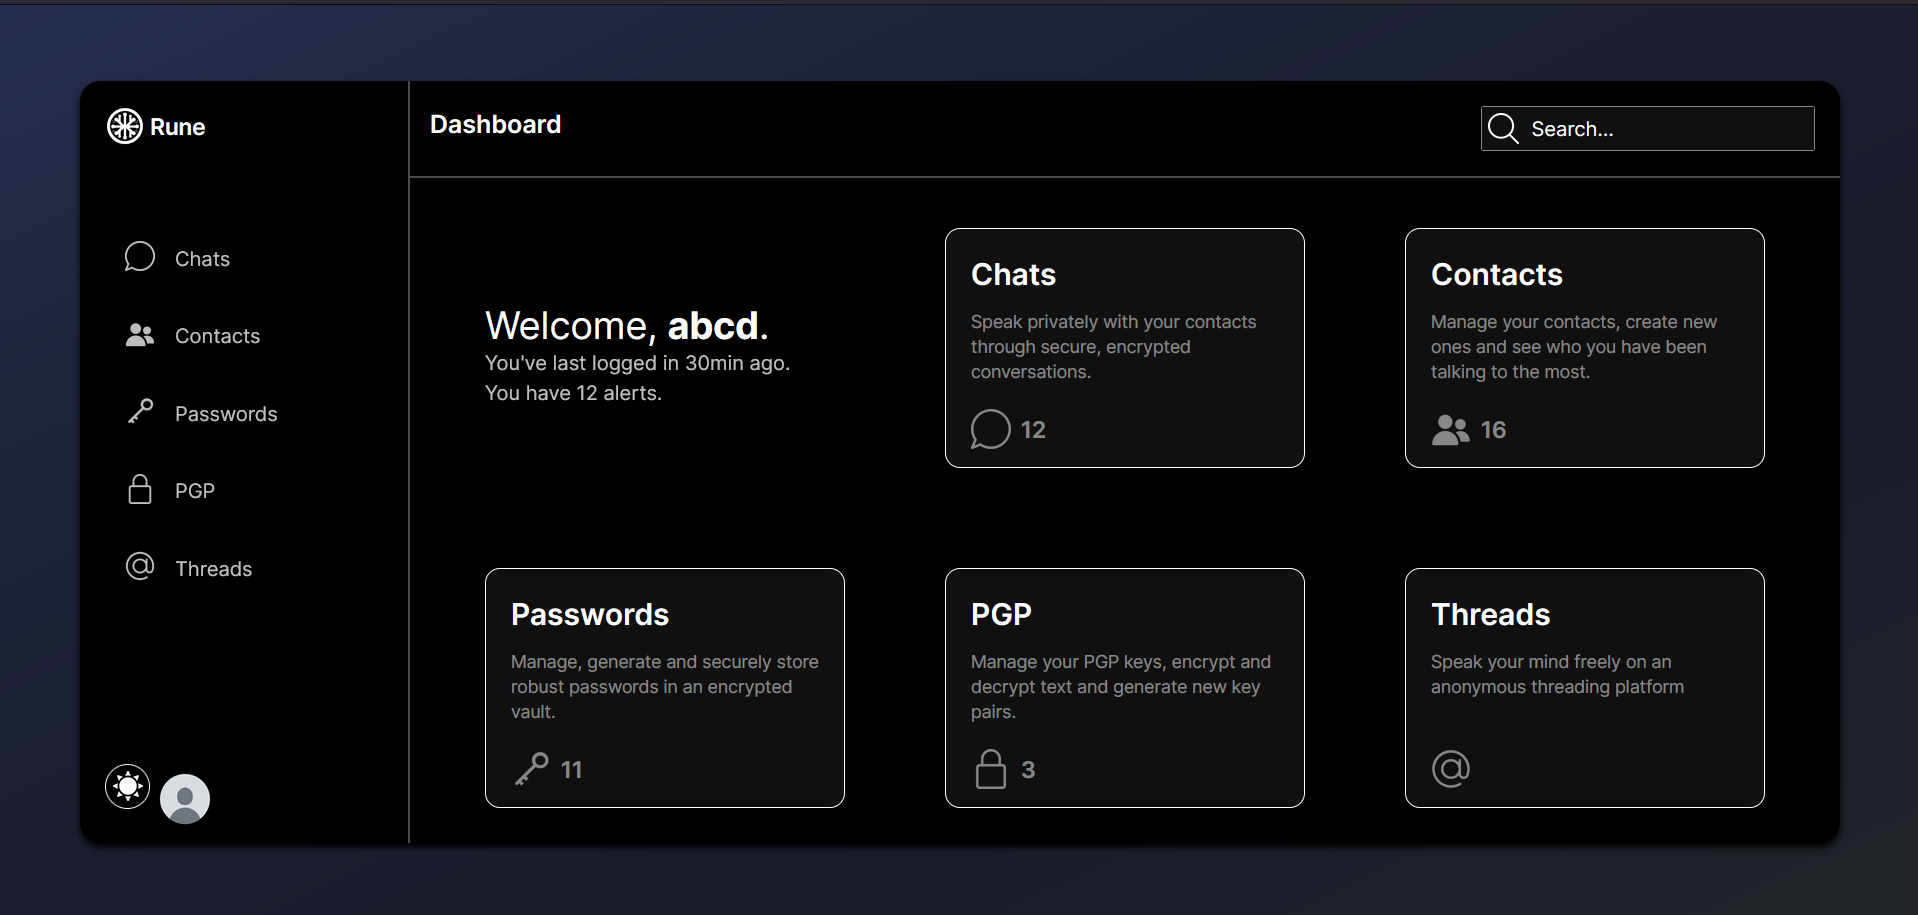 Rune
Dashboard
Search...
Chats
Contacts
Passwords
PGP
Threads
Welcome, abcd.
You've last logged in 30min ago.
You have 12 alerts.
Chats
Speak privately with your contacts
through secure, encrypted
conversations.
12
Contacts
Manage your contacts, create new
ones and see who you have been
talking to the most.
16
Passwords
Manage, generate and securely store
robust passwords in an encrypted
vault.
11
PGP
Manage your PGP keys, encrypt and
decrypt text and generate new key
pairs.
3
Threads
Speak your mind freely on an
anonymous threading platform